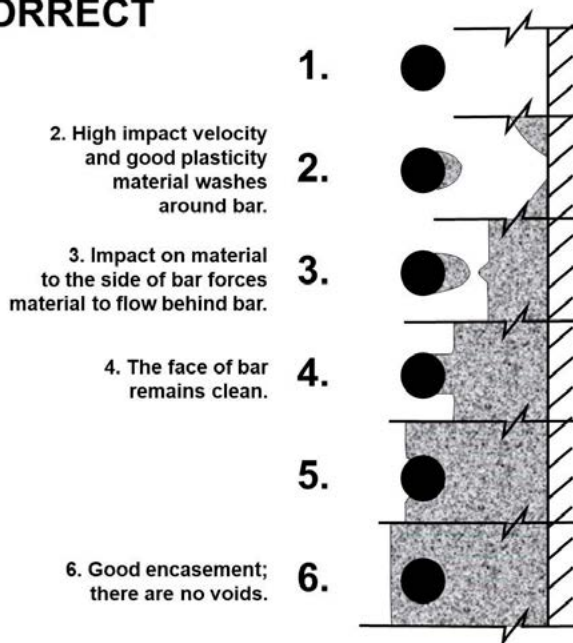 ORRECT
1.
2. High impact velocity
and good plasticity
material washes
around bar.
2.
3. Impact on material
to the side of bar forces
material to flow behind bar.
3.
4. The face of bar
remains clean.
4.
5.
6. Good encasement;
there are no voids.
6.